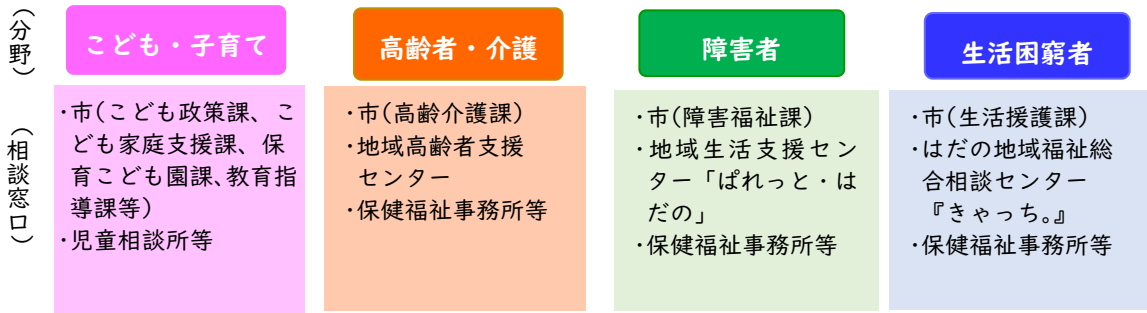 (分野)
こども・子育て
高齢者・介護
障害者
生活困窮者
(相談窓口)
・市(こども政策課、こ
ども家庭支援課、保
育こども園課、教育指
導課等)
・児童相談所等
・市(高齢介護課)
・地域高齢者支援
センター
・保健福祉事務所等
・市(障害福祉課)
・地域生活支援セン
ター「ぱれっと・は
だの」
・保健福祉事務所等
・市(生活援護課)
・はだの地域福祉総
合相談センター
『きゃっち。』
・保健福祉事務所等